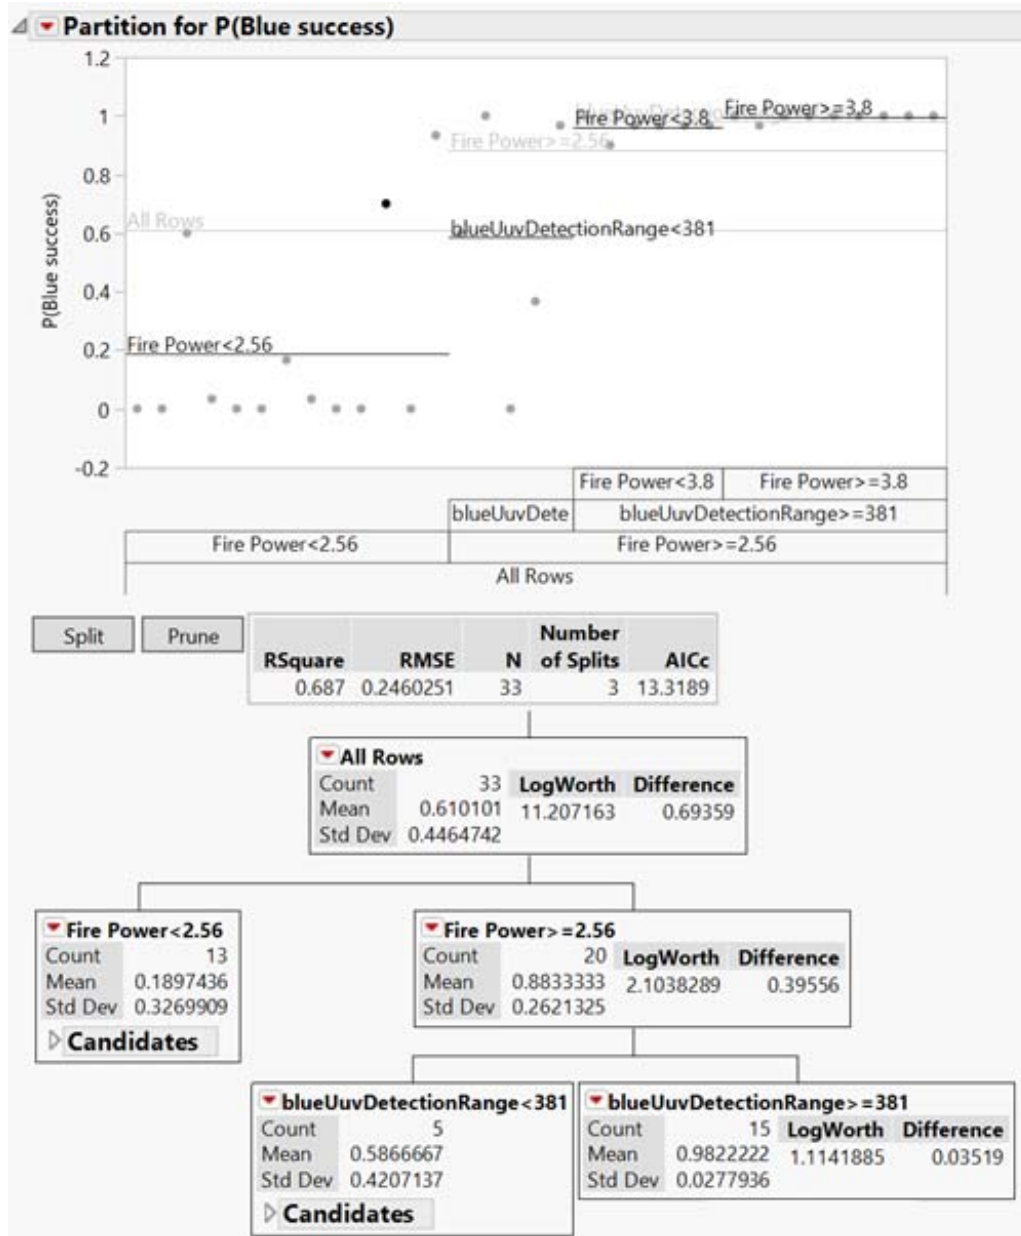 Partition for P(Blue success)
1.2
1
0.8
0.6
0.4
0.2
0
-0.2
P(Blue success)
Fire Power<3.8
Fire Power>=3.8
Fire Power>=2.56
All Rows
blueUuvDetectionRange<381
Fire Power<2.56
Fire Power<3.8 Fire Power>=3.8
blueUuvDete blueUuvDetectionRange>=381
Fire Power<2.56 Fire Power>=2.56
All Rows
Split Prune
RSquare RMSE N Number of Splits AICc
0.687 0.2460251 33 3 13.3189
All Rows
Count 33 LogWorth Difference
Mean 0.610101 11.207163 0.69359
Std Dev 0.4464742
Fire Power<2.56
Count 13
Mean 0.1897436
Std Dev 0.3269909
Candidates
Fire Power>=2.56
Count 20 LogWorth Difference
Mean 0.8833333 2.1038289 0.39556
Std Dev 0.2621325
blueUuvDetectionRange<381
Count 5
Mean 0.5866667
Std Dev 0.4207137
Candidates
blueUuvDetectionRange>=381
Count 15 LogWorth Difference
Mean 0.9822222 1.1141885 0.03519
Std Dev 0.0277936